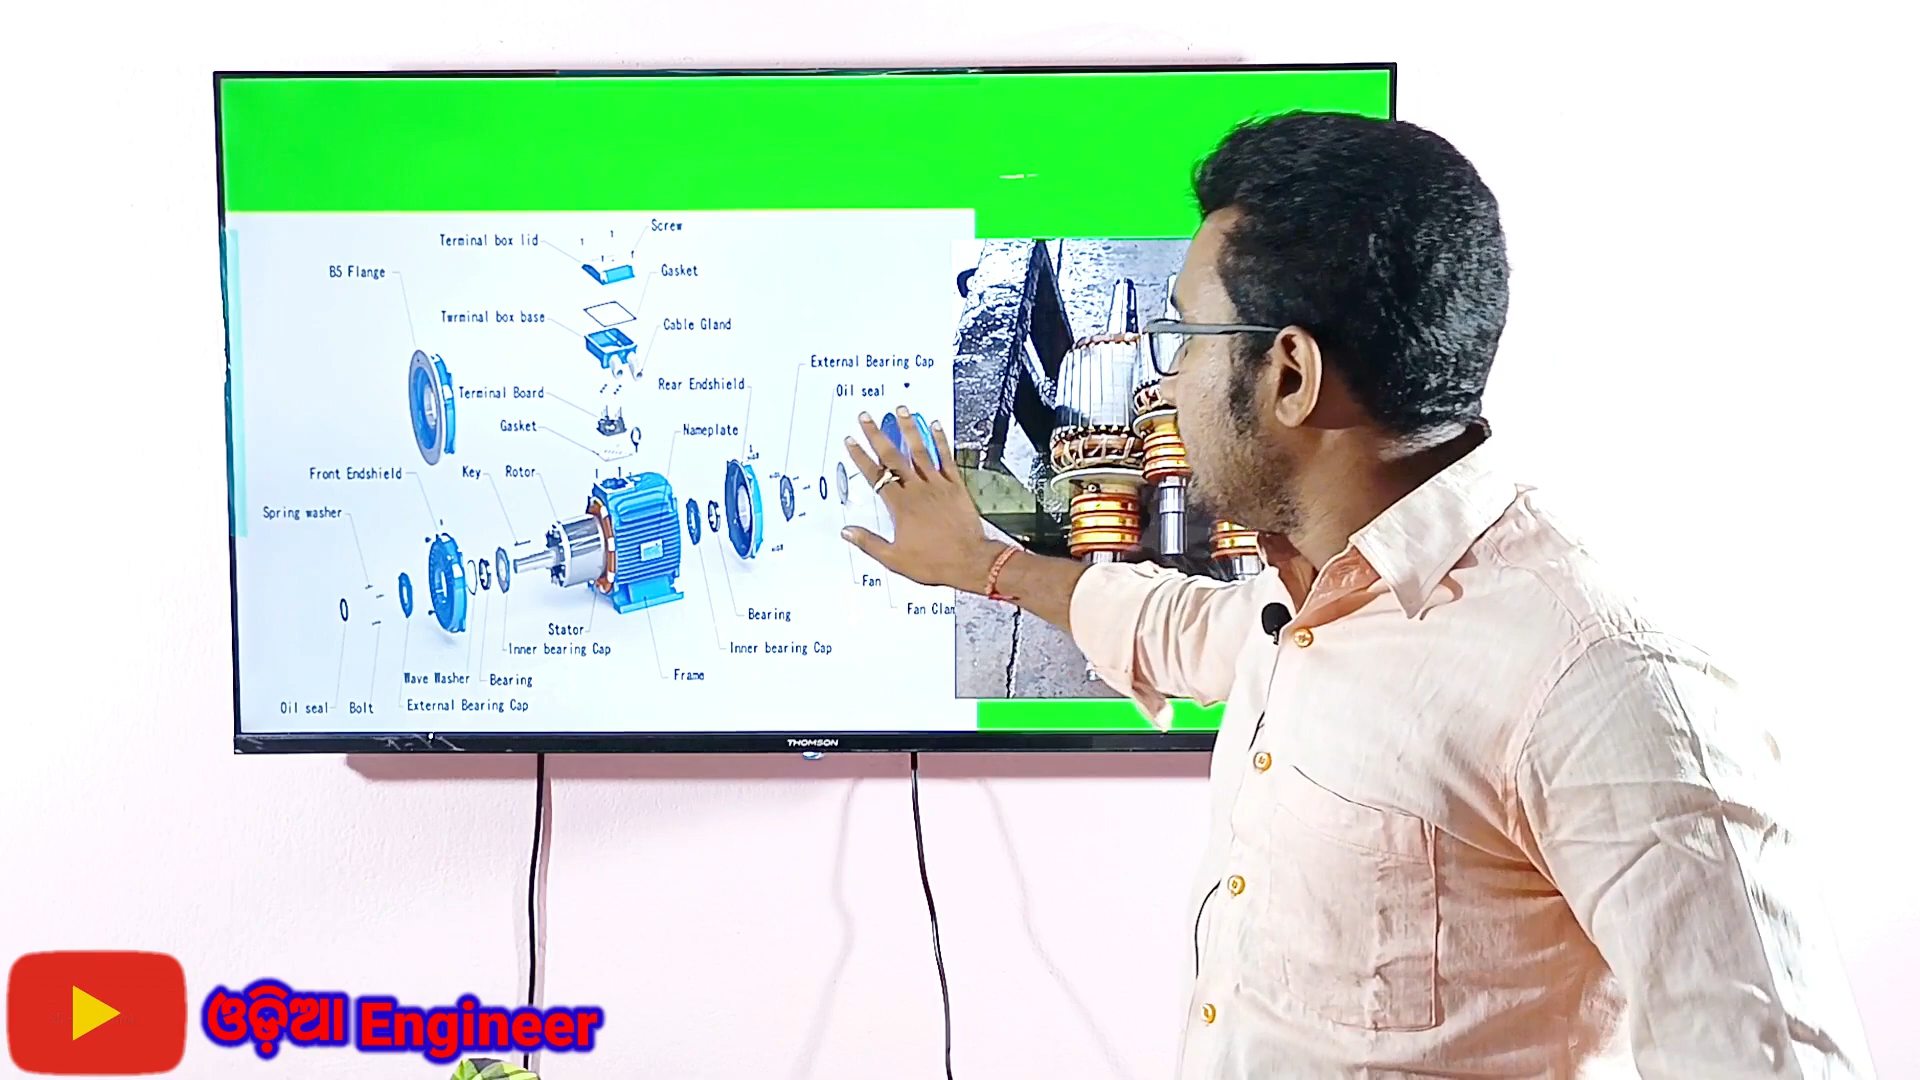 Screw
Terminal box lid
B5 Flange
Gasket
Twrminal box base
Cable Gland
External Bearing Cap
Rear Endshield
Oil seal
Terminal Board
Gasket
Nameplate
Front Endshield
Key
Rotor
Spring washer
Fan
Fan Clam
Bearing
Stator
Inner bearing Cap
Inner bearing Cap
Frame
Wave Washer
Bearing
Oil seal
Bolt
External Bearing Cap
THOMSON
ଓଡ଼ିଆ Engineer